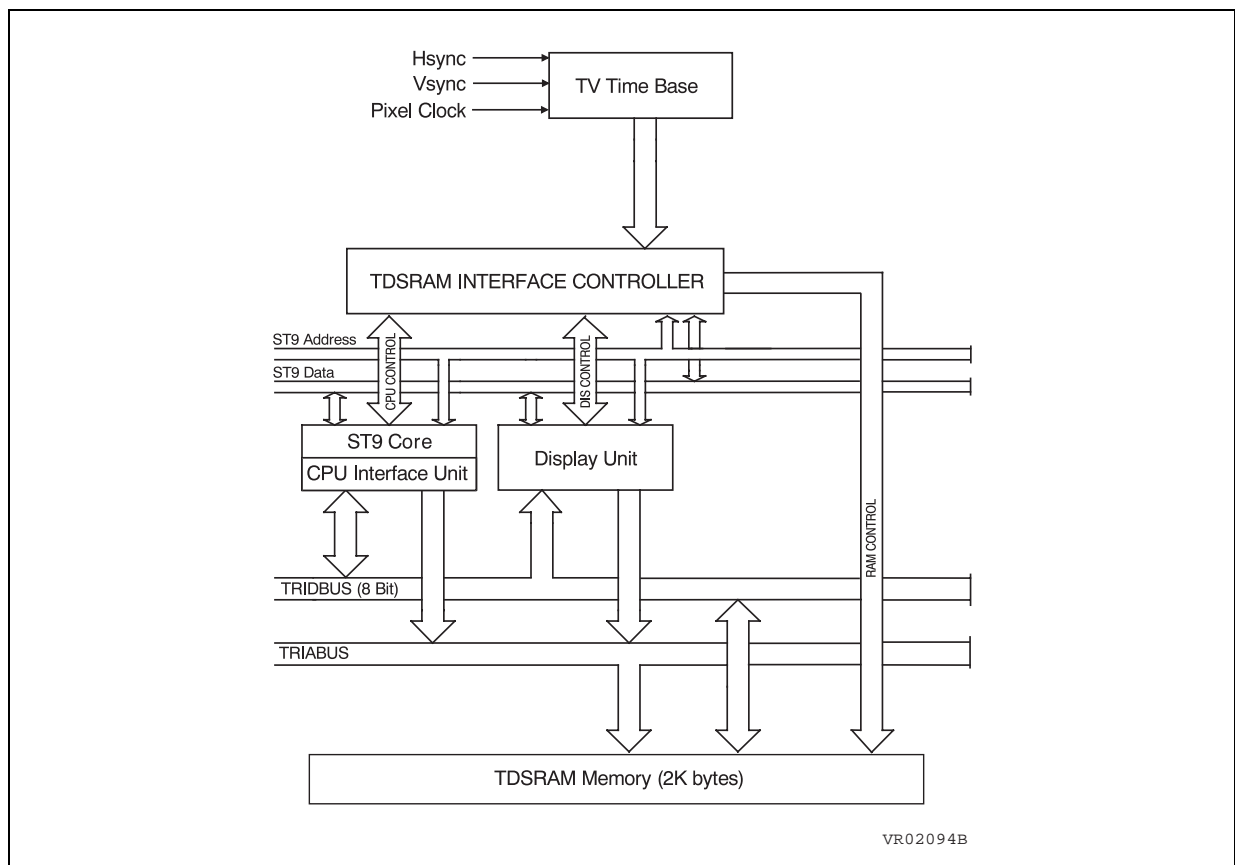 Hsync
Vsync
Pixel Clock
TV Time Base
TDSRAM INTERFACE CONTROLLER
ST9 Address
ST9 Data
CPU CONTROL
DIS CONTROL
RAM CONTROL
ST9 Core
CPU Interface Unit
Display Unit
TRIDBUS (8 Bit)
TRIABUS
TDSRAM Memory (2K bytes)
VR02094B